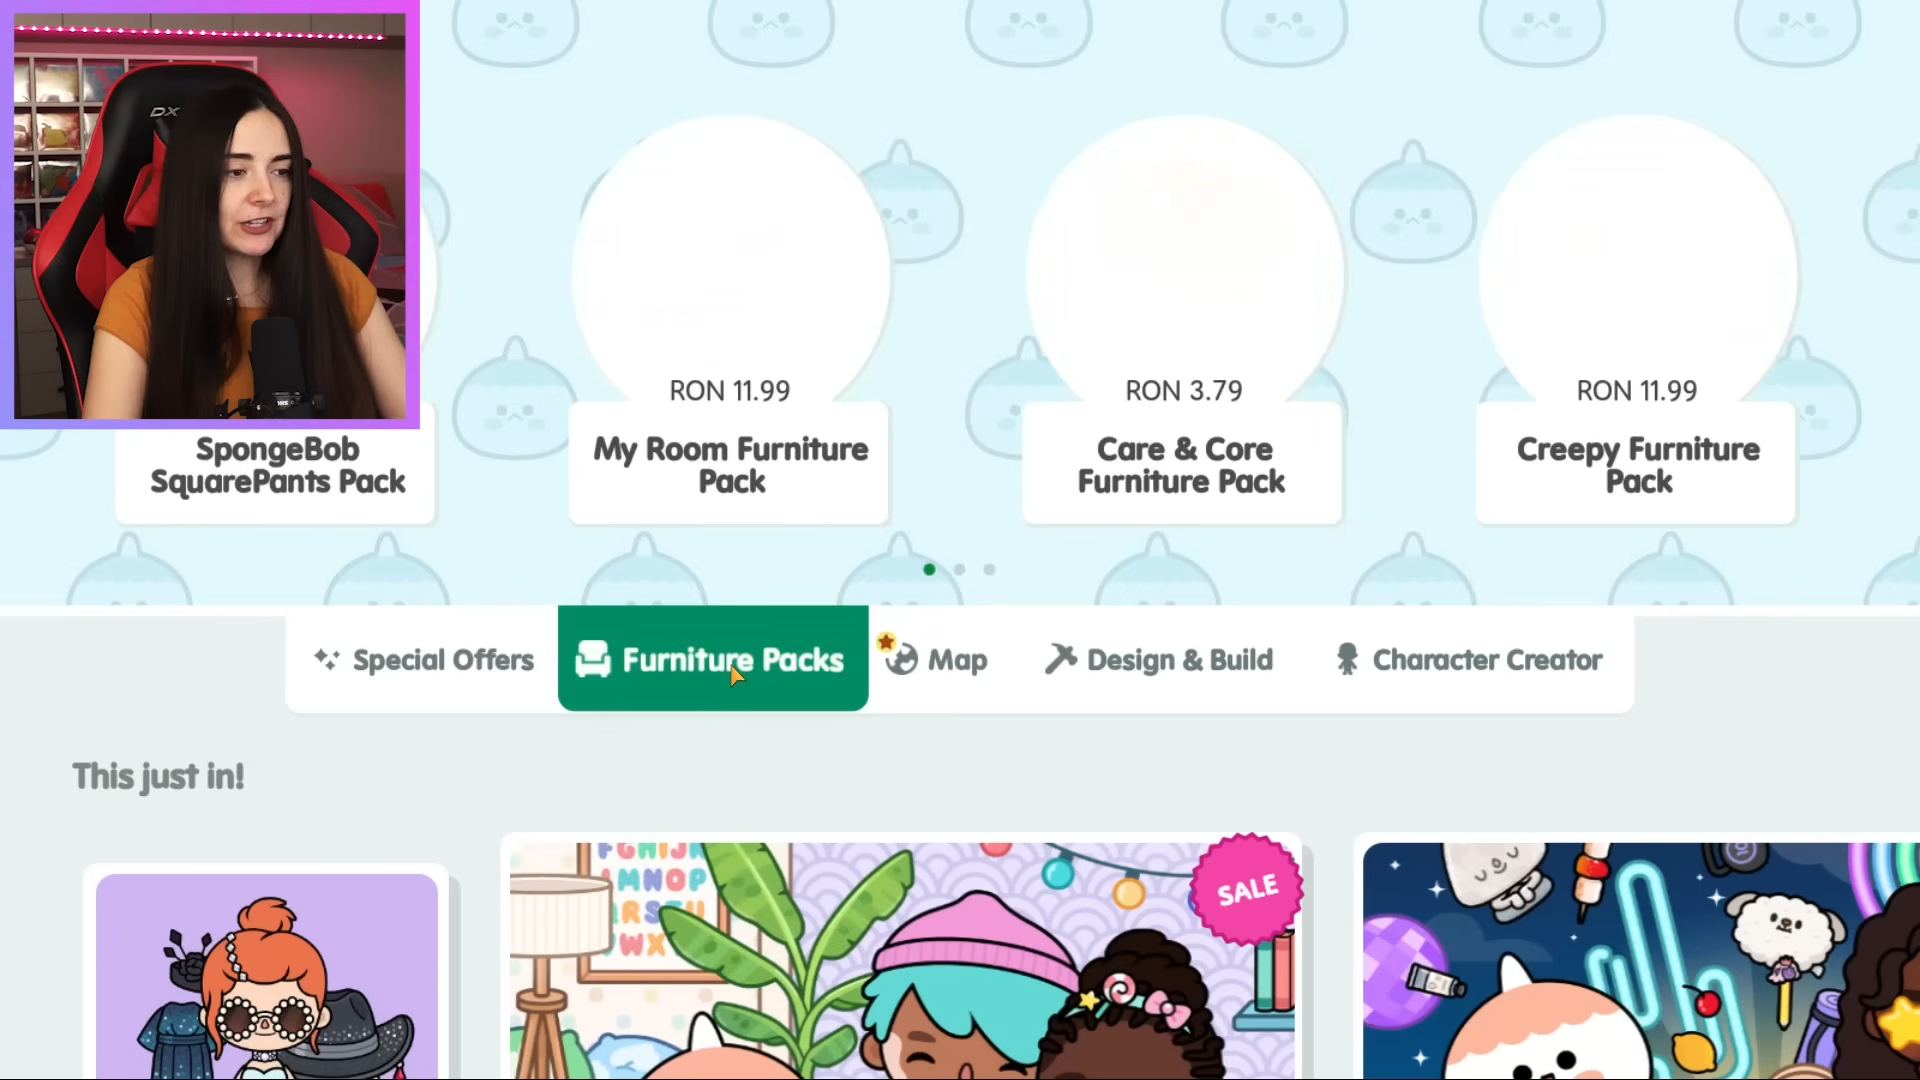 DX
RON 11.99
RON 3.79
RON 11.99
SpongeBob
SquarePants Pack
My Room Furniture
Pack
Care & Core
Furniture Pack
Creepy Furniture
Pack
Special Offers
Furniture Packs
Map
Design & Build
Character Creator
This just in!
SALE